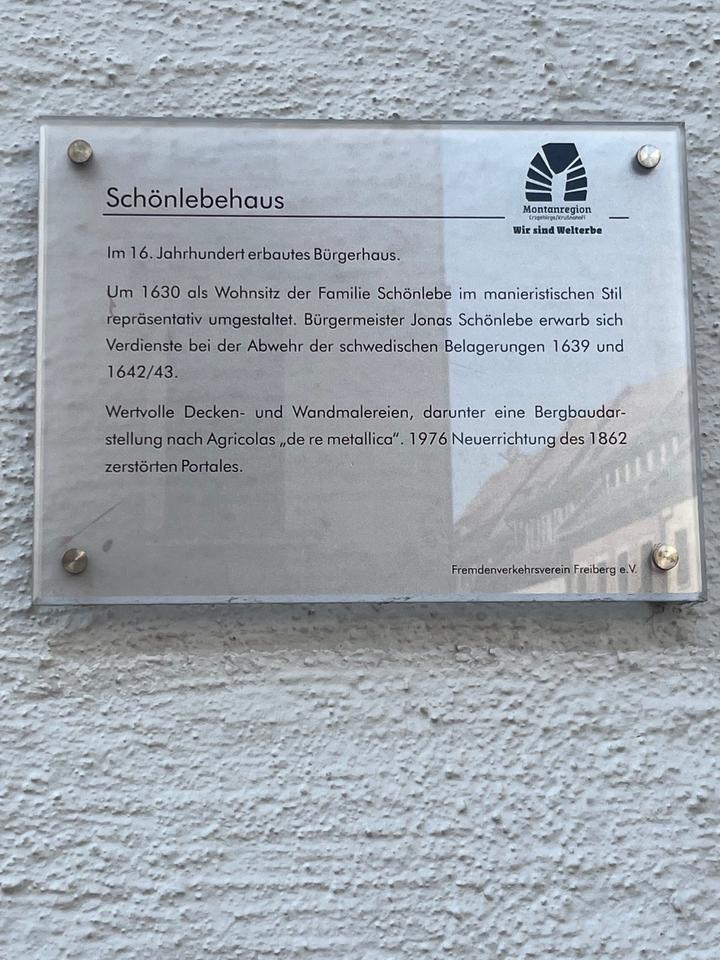 Schönlebehaus
Montanregion
Erzgebirge/Krušnohoří
Wir sind Welterbe
Im 16. Jahrhundert erbautes Bürgerhaus.
Um 1630 als Wohnsitz der Familie Schönlebe im manieristischen Stil
repräsentativ umgestaltet. Bürgermeister Jonas Schönlebe erwarb sich
Verdienste bei der Abwehr der schwedischen Belagerungen 1639 und
1642/43.
Wertvolle Decken- und Wandmalereien, darunter eine Bergbaudar-
stellung nach Agricolas „de re metallica“. 1976 Neuerrichtung des 1862
zerstörten Portales.
Fremdenverkehrsverein Freiberg e.V.